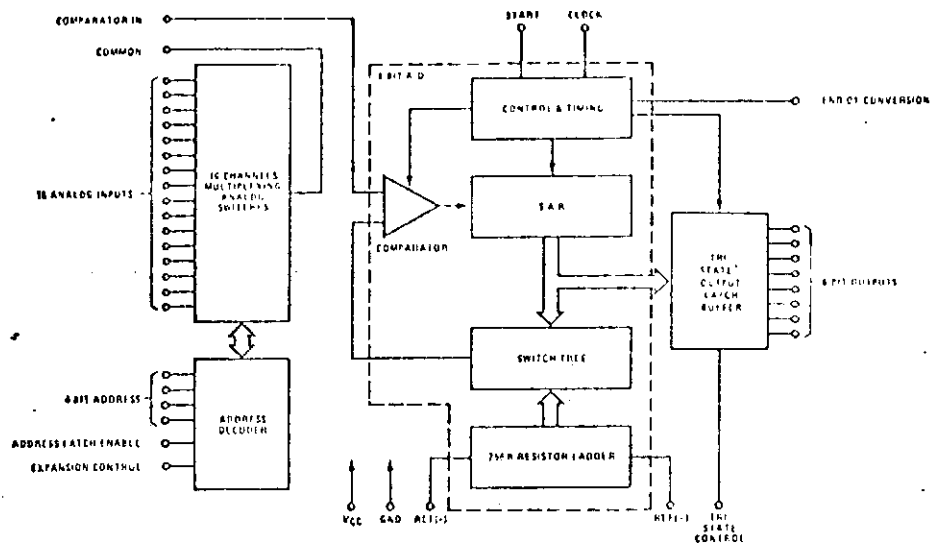 START CLOCK
COMPARATOR IN
COMMON
CONTROL & TIMING
END OF CONVERSION
16 CHANNELS
MULTIPLEXING
ANALOG
SWITCHES
16 ANALOG INPUTS
S A R
COMPARATOR
TRI
STATE
OUTPUT
LATCH
BUFFER
8 BIT OUTPUTS
SWITCH TREE
4-BIT ADDRESS
ADDRESS
DECODER
ADDRESS LATCH ENABLE
EXPANSION CONTROL
256R RESISTOR LADDER
VCC GND
TRI
STATE
CONTROL